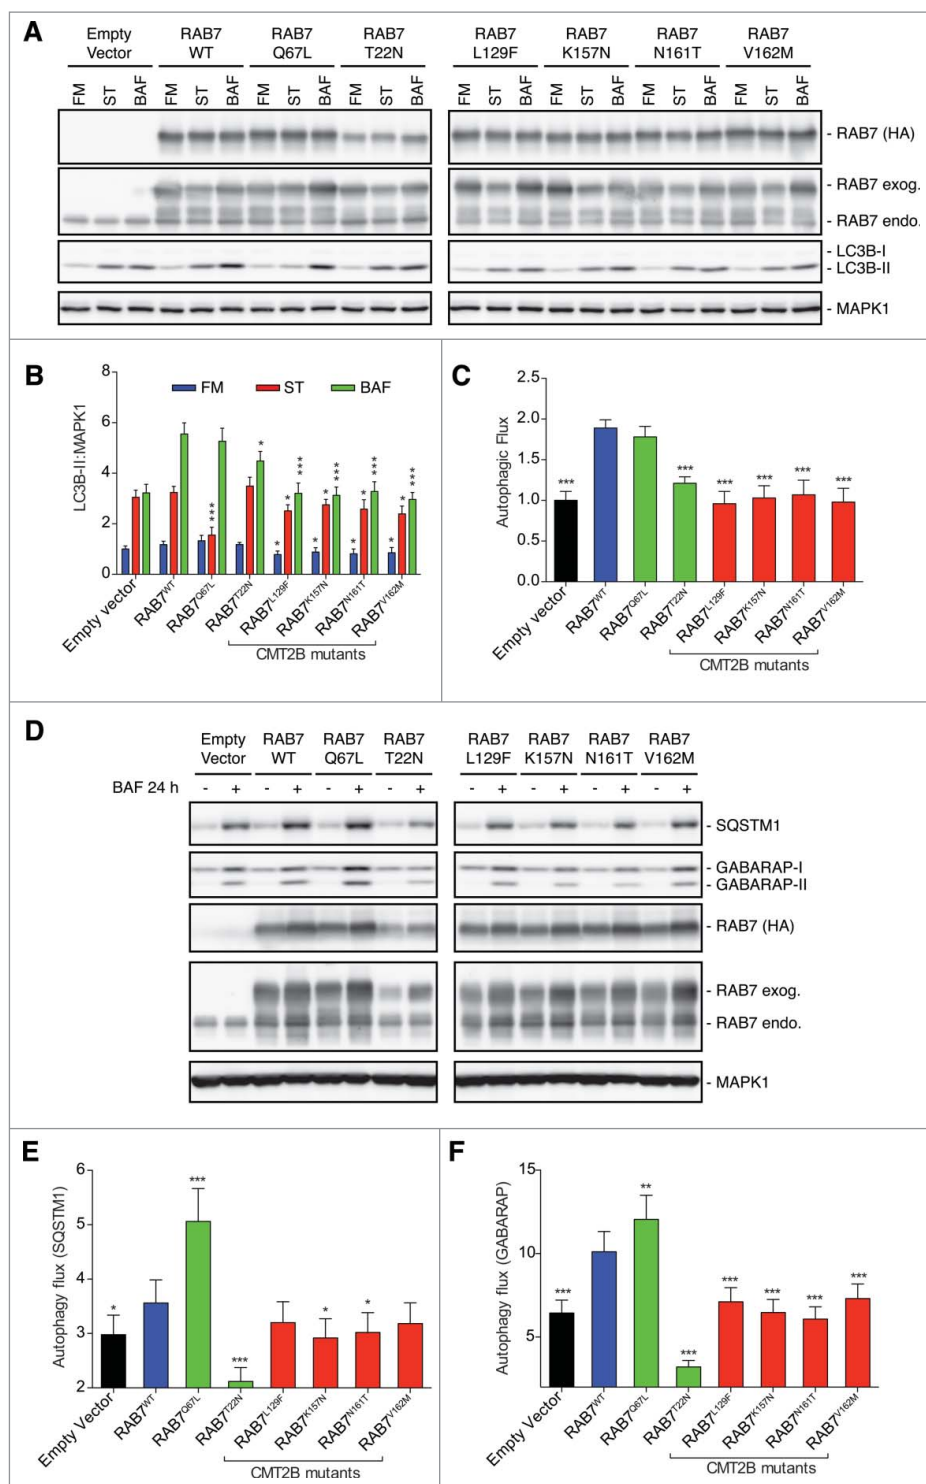 A
Empty Vector
RAB7 WT
RAB7 Q67L
RAB7 T22N
RAB7 L129F
RAB7 K157N
RAB7 N161T
RAB7 V162M
FM ST BAF FM ST BAF FM ST BAF FM ST BAF FM ST BAF FM ST BAF FM ST BAF FM ST BAF
- RAB7 (HA)
- RAB7 exog.
- RAB7 endo.
- LC3B-I
- LC3B-II
- MAPK1
B
FM ST BAF
LC3B-II:MAPK1
8
6
4
2
0
* *** *** *** ***
*** * * * *
* * * *
Empty vector
RAB7WT
RAB7Q67L
RAB7T22N
RAB7L129F
RAB7K157N
RAB7N161T
RAB7V162M
CMT2B mutants
C
Autophagic Flux
2.5
2.0
1.5
1.0
0.5
0.0
*** *** *** *** *** ***
Empty vector
RAB7WT
RAB7Q67L
RAB7T22N
RAB7L129F
RAB7K157N
RAB7N161T
RAB7V162M
CMT2B mutants
D
Empty Vector
RAB7 WT
RAB7 Q67L
RAB7 T22N
RAB7 L129F
RAB7 K157N
RAB7 N161T
RAB7 V162M
BAF 24 h - + - + - + - + - + - + - + - +
- SQSTM1
- GABARAP-I
- GABARAP-II
- RAB7 (HA)
- RAB7 exog.
- RAB7 endo.
- MAPK1
E
Autophagy flux (SQSTM1)
6
5
4
3
2
* *** *** * *
Empty Vector
RAB7WT
RAB7Q67L
RAB7T22N
RAB7L129F
RAB7K157N
RAB7N161T
RAB7V162M
CMT2B mutants
F
Autophagy flux (GABARAP)
15
10
5
*** ** *** *** *** *** ***
Empty Vector
RAB7WT
RAB7Q67L
RAB7T22N
RAB7L129F
RAB7K157N
RAB7N161T
RAB7V162M
CMT2B mutants